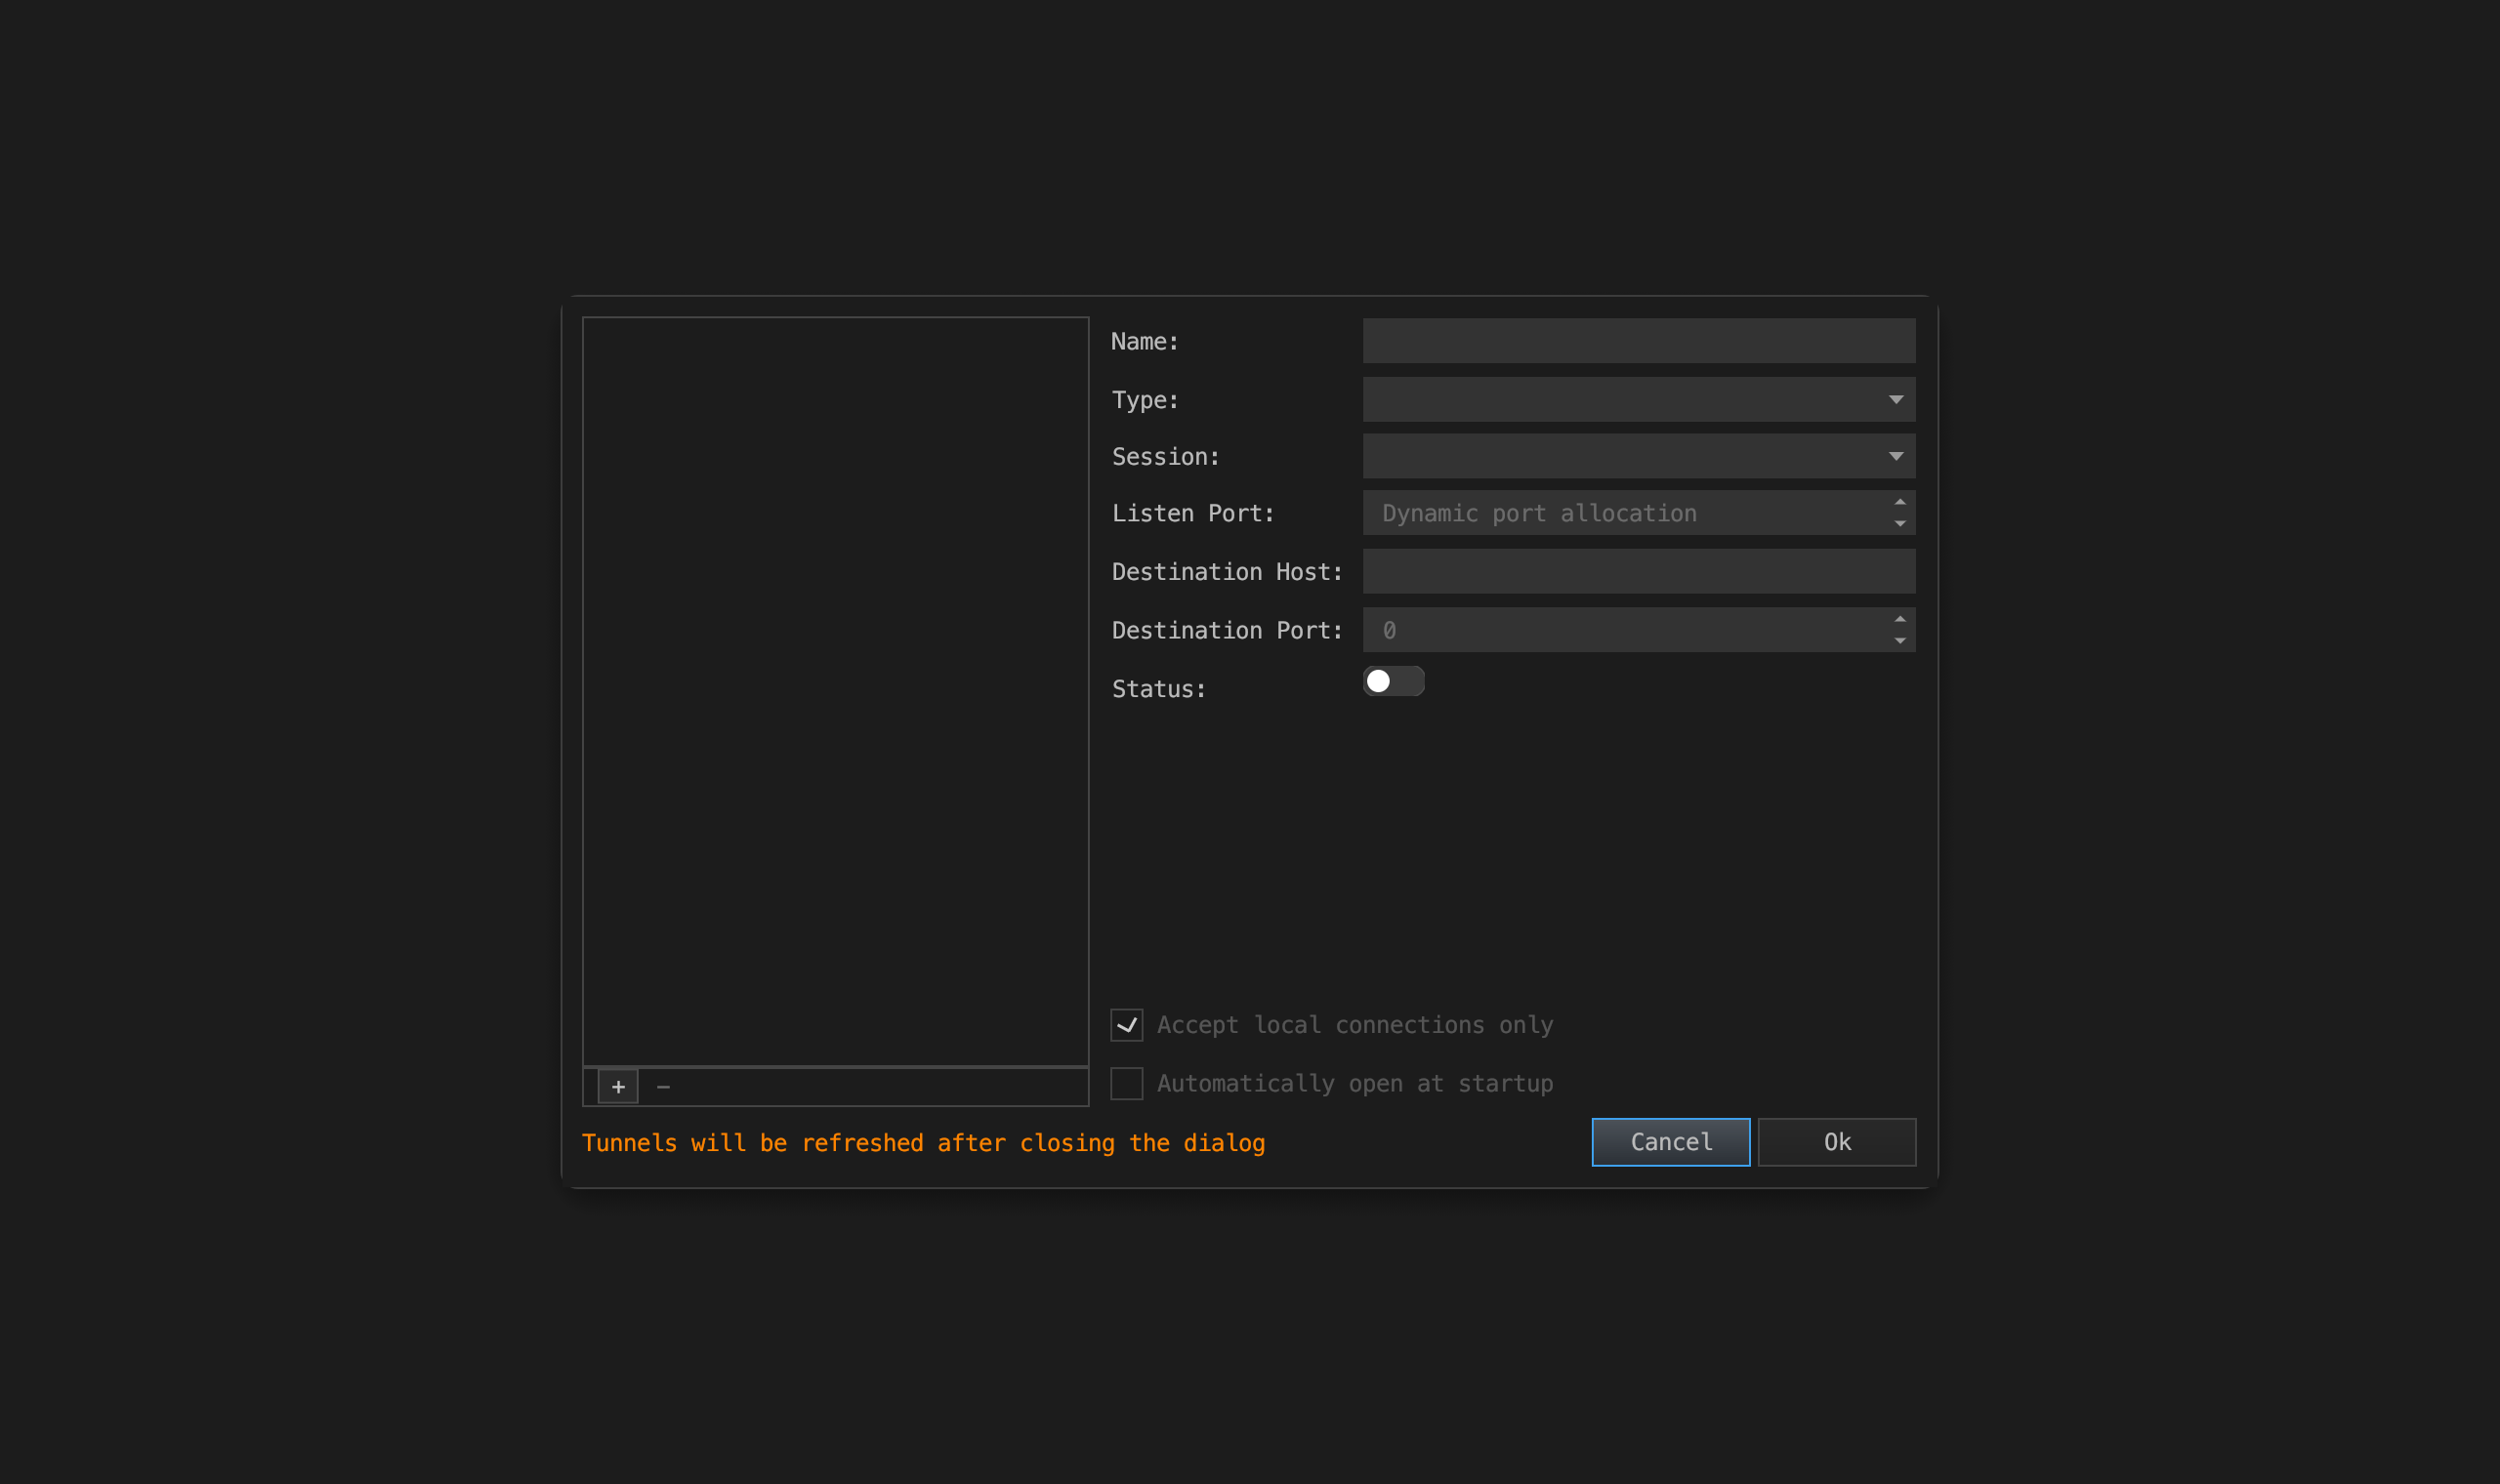 Name:
Type:
Session:
Listen Port: Dynamic port allocation
Destination Host:
Destination Port: 0
Status:
Accept local connections only
Automatically open at startup
+ −
Tunnels will be refreshed after closing the dialog
Cancel Ok